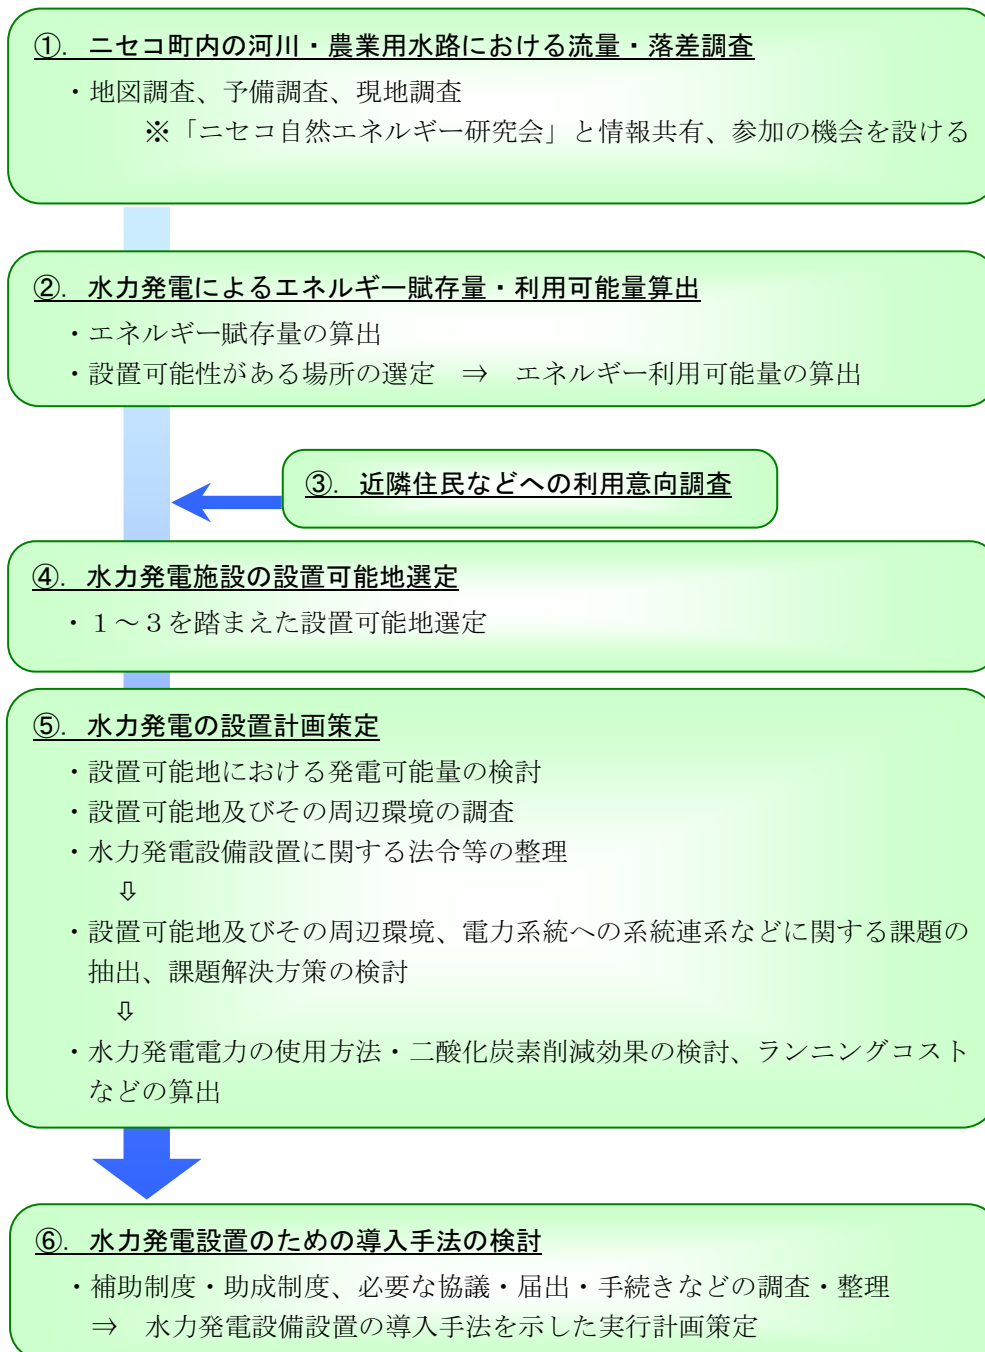 ①. ニセコ町内の河川・農業用水路における流量・落差調査
・地図調査、予備調査、現地調査
※「ニセコ自然エネルギー研究会」と情報共有、参加の機会を設ける
②. 水力発電によるエネルギー賦存量・利用可能量算出
・エネルギー賦存量の算出
・設置可能性がある場所の選定 ⇒ エネルギー利用可能量の算出
③. 近隣住民などへの利用意向調査
④. 水力発電施設の設置可能地選定
・１～３を踏まえた設置可能地選定
⑤. 水力発電の設置計画策定
・設置可能地における発電可能量の検討
・設置可能地及びその周辺環境の調査
・水力発電設備設置に関する法令等の整理
⇩
・設置可能地及びその周辺環境、電力系統への系統連系などに関する課題の
抽出、課題解決方策の検討
⇩
・水力発電電力の使用方法・二酸化炭素削減効果の検討、ランニングコスト
などの算出
⑥. 水力発電設置のための導入手法の検討
・補助制度・助成制度、必要な協議・届出・手続きなどの調査・整理
⇒ 水力発電設備設置の導入手法を示した実行計画策定